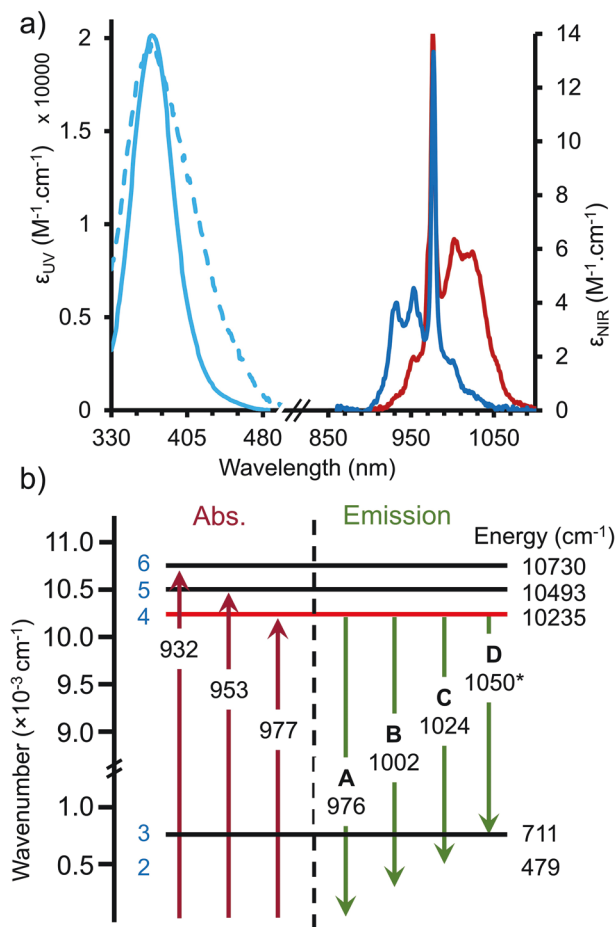 a)
2
1.5
1
0.5
0
ε_UV (M⁻¹.cm⁻¹) x 10000
14
12
10
8
6
4
2
0
ε_NIR (M⁻¹.cm⁻¹)
330 405 480 850 950 1050
Wavelength (nm)
b)
Abs. Emission
Energy (cm⁻¹)
Wavenumber (×10⁻³ cm⁻¹)
11.0
10.5
10.0
9.5
9.0
1.0
0.5
6 10730
5 10493
4 10235
932
953
977
A
976
B
1002
C
1024
D
1050*
3 711
2 479